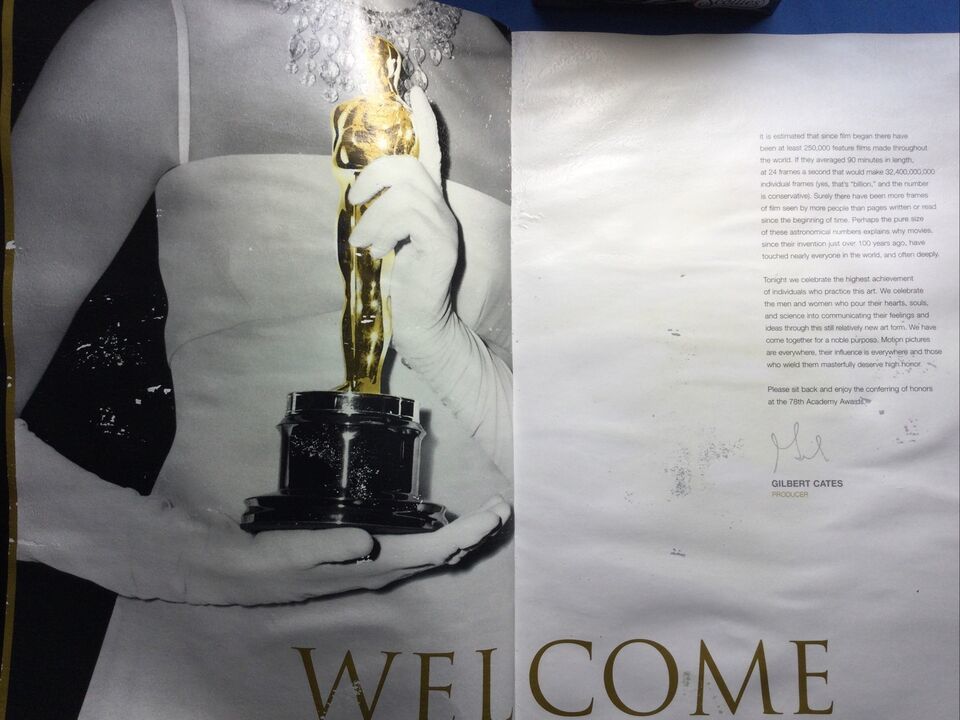 It is estimated that since film began there have
been at least 250,000 feature films made throughout
the world. If they averaged 90 minutes in length,
at 24 frames a second that would make 32,400,000,000
individual frames (yes, that's "billion," and the number
is conservative). Surely there have been more frames
of film seen by more people than pages written or read
since the beginning of time. Perhaps the pure size
of these astronomical numbers explains why movies,
since their invention just over 100 years ago, have
touched nearly everyone in the world, and often deeply.
Tonight we celebrate the highest achievement
of individuals who practice this art. We celebrate
the men and women who pour their hearts, souls,
and science into communicating their feelings and
ideas through this still relatively new art form. We have
come together for a noble purpose. Motion pictures
are everywhere, their influence is everywhere and those
who wield them masterfully deserve high honor.
Please sit back and enjoy the conferring of honors
at the 78th Academy Awards.
Gil
GILBERT CATES
PRODUCER
WELCOME